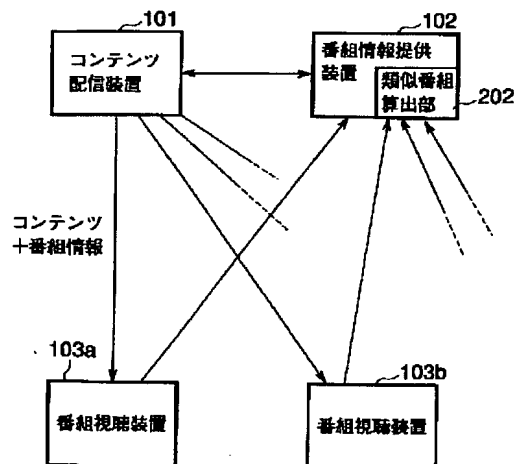 101
コンテンツ
配信装置
102
番組情報提供
装置
類似番組
算出部
202
コンテンツ
+番組情報
103a
番組視聴装置
103b
番組視聴装置